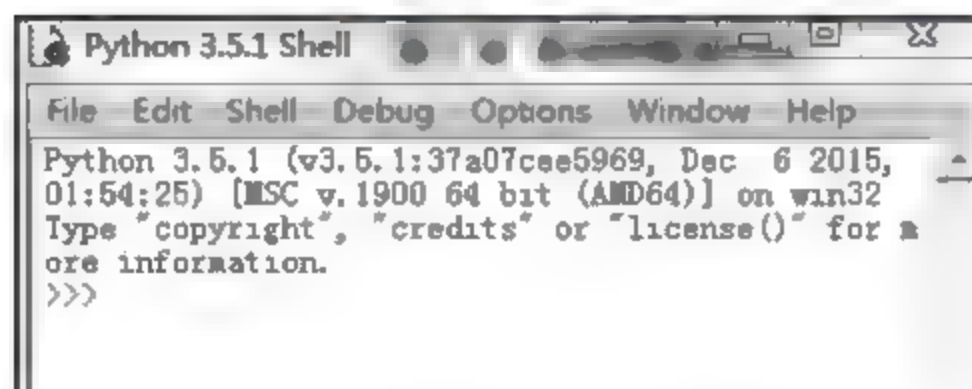 Python 3.5.1 Shell
File Edit Shell Debug Options Window Help
Python 3.5.1 (v3.5.1:37a07cee5969, Dec  6 2015,
01:54:25) [MSC v.1900 64 bit (AMD64)] on win32
Type "copyright", "credits" or "license()" for m
ore information.
>>>